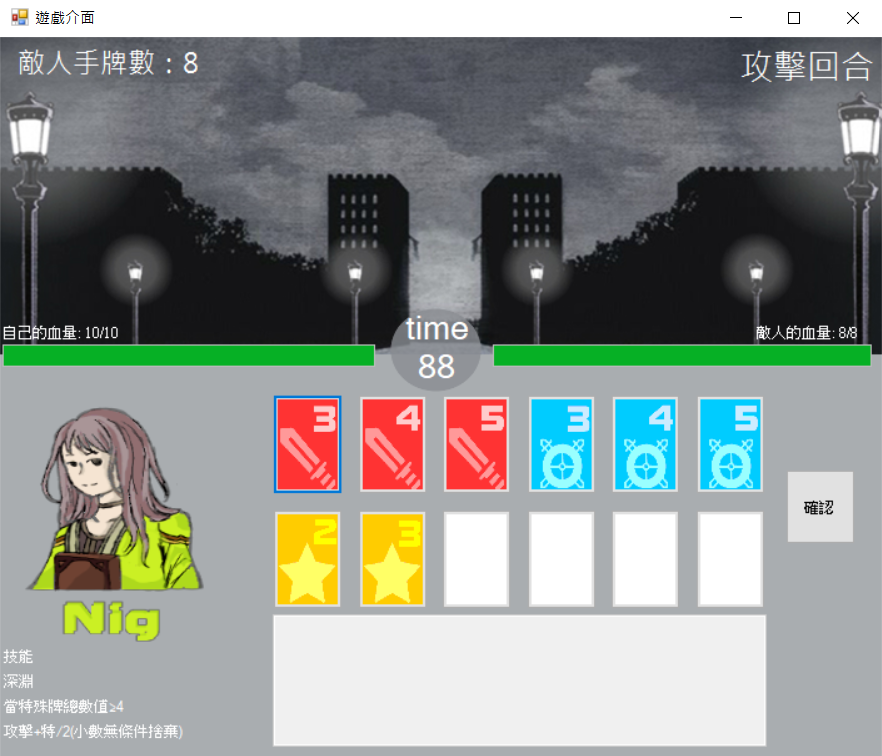 遊戲介面
敵人手牌數：8
攻擊回合
自己的血量: 10/10
敵人的血量: 8/8
time
88
3
4
5
3
4
5
確認
2
3
Nig
技能
深淵
當特殊牌總數值≥4
攻擊+特/2(小數無條件捨棄)